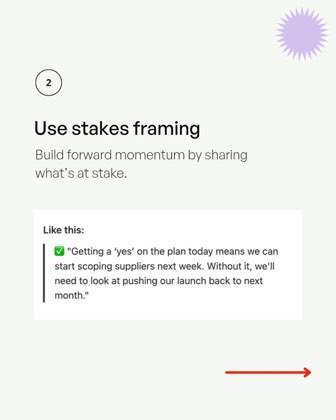 2
Use stakes framing
Build forward momentum by sharing
what's at stake.
Like this:
✅ "Getting a ‘yes’ on the plan today means we can
start scoping suppliers next week. Without it, we'll
need to look at pushing our launch back to next
month."